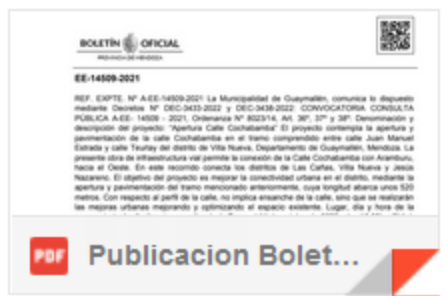 BOLETÍN OFICIAL
PROVINCIA DE MENDOZA
EE-14509-2021
REF. EXPTE. N° A-EE-14509-2021 La Municipalidad de Guaymallén, comunica lo dispuesto
mediante Decretos N° DEC-3433-2022 y DEC-3438-2022: CONVOCATORIA CONSULTA
PÚBLICA A-EE- 14509 - 2021, Ordenanza N° 8023/14, Art. 36°, 37° y 38°: Denominación y
descripción del proyecto: "Apertura Calle Cochabamba" El proyecto contempla la apertura y
pavimentación de la calle Cochabamba en el tramo comprendido entre calle Juan Manuel
Estrada y calle Teurlay del distrito de Villa Nueva, Departamento de Guaymallén, Mendoza. La
presente obra de infraestructura vial permite la conexión de la Calle Cochabamba con Aramburu,
hacia el Oeste. En este recorrido conecta los distritos de Las Cañas, Villa Nueva y Jesús
Nazareno. El objetivo del proyecto es mejorar la conectividad urbana en el distrito, mediante la
apertura y pavimentación del tramo mencionado anteriormente, cuya longitud abarca unos 520
metros. Con respecto al perfil de la calle, no implica ensanche de la calle, sino que se realizarán
las mejoras urbanas mejorando y optimizando el espacio existente. Lugar, día y hora de la
PDF Publicacion Bolet...